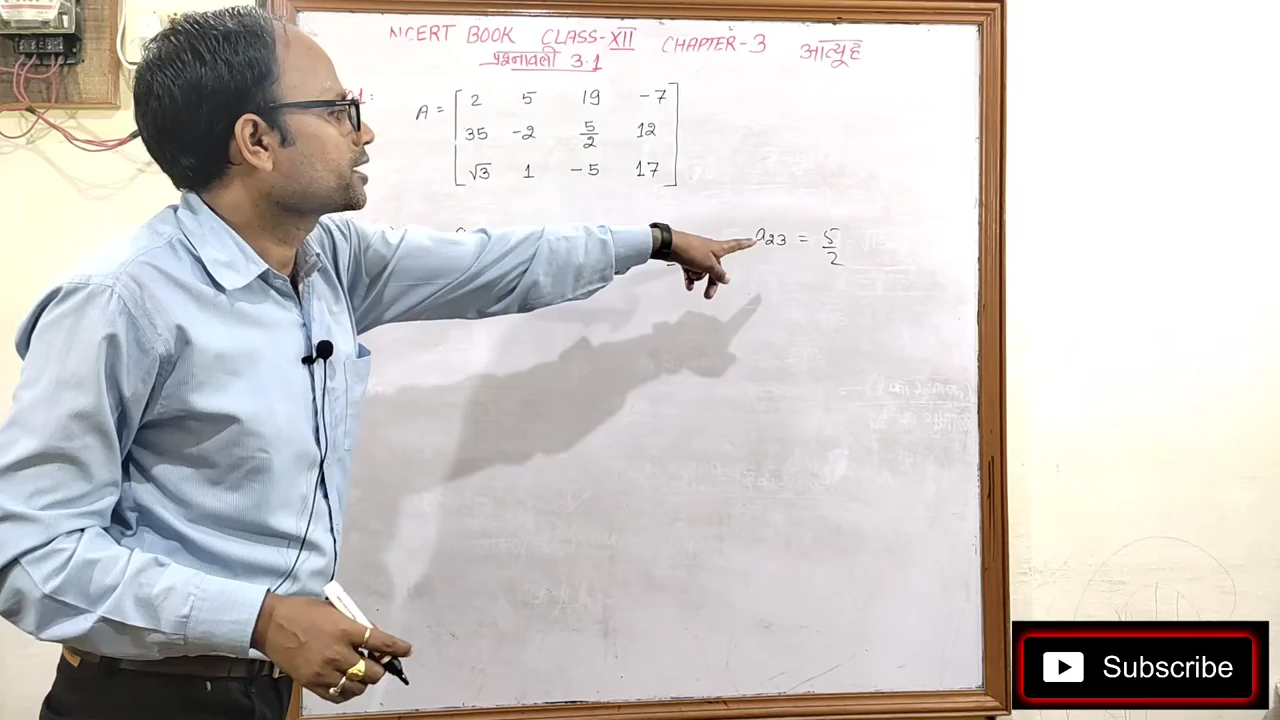 NCERT BOOK CLASS-XII CHAPTER-3 आव्यूह
प्रश्नावली 3.1
1:
A = [ 2 5 19 -7
35 -2 5/2 12
√3 1 -5 17 ]
a23 = 5/2
Subscribe